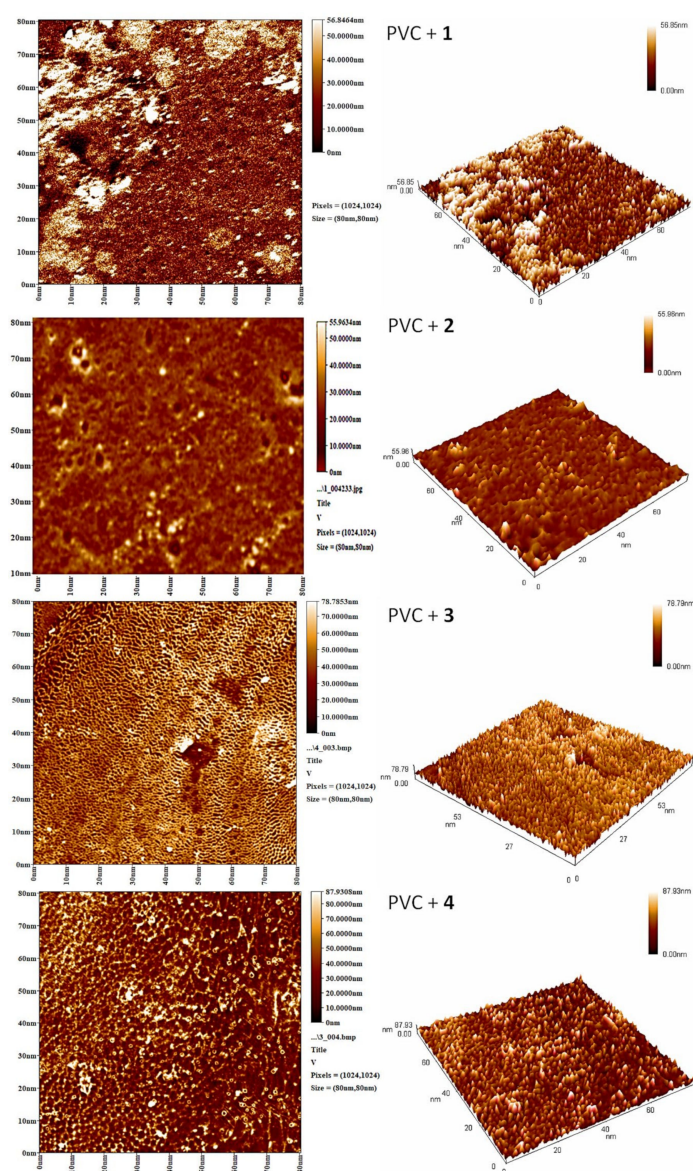 80nm
70nm
60nm
50nm
40nm
30nm
20nm
10nm
0nm
0nm 10nm 20nm 30nm 40nm 50nm 60nm 70nm 80nm
56.8464nm
50.0000nm
40.0000nm
30.0000nm
20.0000nm
10.0000nm
0nm
Pixels = (1024,1024)
Size = (80nm,80nm)
PVC + 1
56.85nm
0.00nm
56.85
0.00
60
40
nm
20
0 0
20
nm
40
60
80nm
70nm
60nm
50nm
40nm
30nm
20nm
10nm
0nm 10nm 20nm 30nm 40nm 50nm 60nm 70nm 80nm
55.9634nm
50.0000nm
40.0000nm
30.0000nm
20.0000nm
10.0000nm
0nm
...\1_004233.jpg
Title
V
Pixels = (1024,1024)
Size = (80nm,80nm)
PVC + 2
55.96nm
0.00nm
nm 55.96
0.00
60
40
nm
20
0 0
20
nm
40
60
80nm
70nm
60nm
50nm
40nm
30nm
20nm
10nm
0nm
0nm 10nm 20nm 30nm 40nm 50nm 60nm 70nm 80nm
78.7853nm
70.0000nm
60.0000nm
50.0000nm
40.0000nm
30.0000nm
20.0000nm
10.0000nm
0nm
...\4_003.bmp
Title
V
Pixels = (1024,1024)
Size = (80nm,80nm)
PVC + 3
78.79nm
0.00nm
78.79
0.00
53
nm
27
0 0
27
nm
53
80nm
70nm
60nm
50nm
40nm
30nm
20nm
10nm
0nm
0nm 10nm 20nm 30nm 40nm 50nm 60nm 70nm 80nm
87.9308nm
80.0000nm
70.0000nm
60.0000nm
50.0000nm
40.0000nm
30.0000nm
20.0000nm
10.0000nm
0nm
...\3_004.bmp
Title
V
Pixels = (1024,1024)
Size = (80nm,80nm)
PVC + 4
87.93nm
0.00nm
nm 87.93
0.00
60
40
nm
20
0
20
40
nm
60